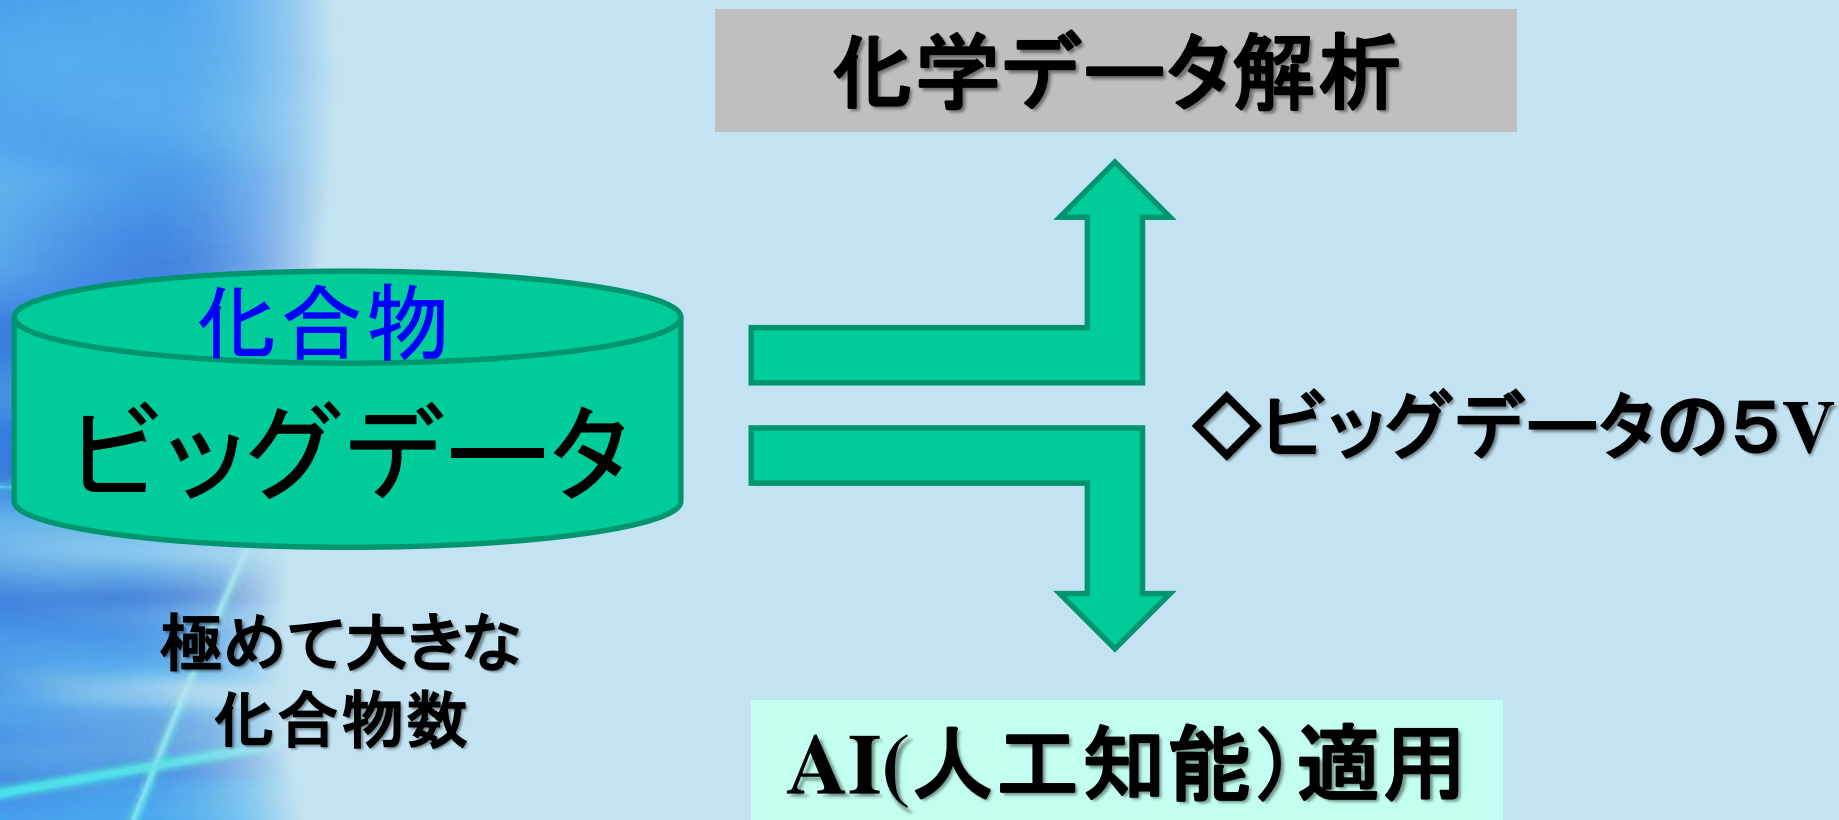 化学データ解析
化合物
ビッグデータ
◇ビッグデータの５V
極めて大きな
化合物数
AI(人工知能）適用